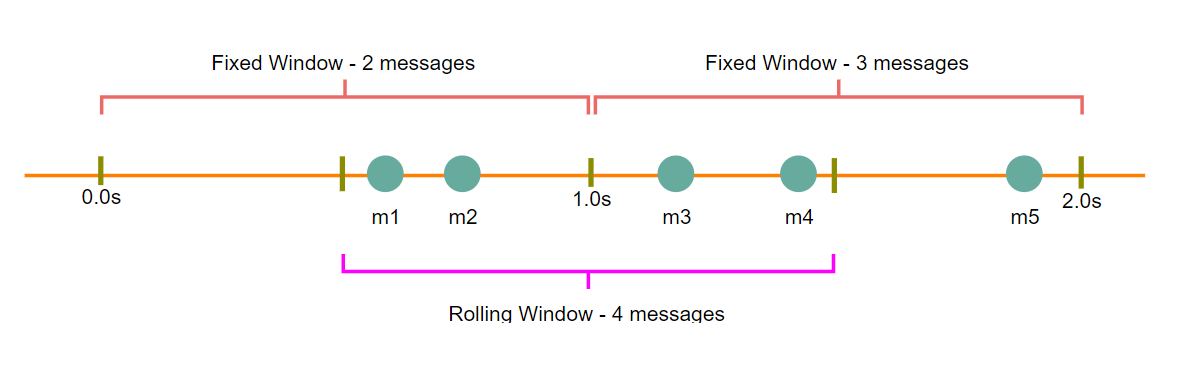 Fixed Window - 2 messages
Fixed Window - 3 messages
0.0s
1.0s
2.0s
m1
m2
m3
m4
m5
Rolling Window - 4 messages